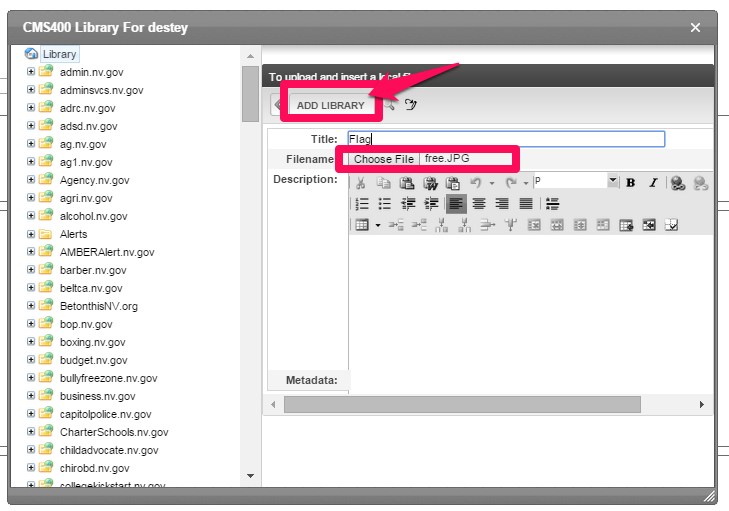 CMS400 Library For destey
Library
admin.nv.gov
adminsvcs.nv.gov
adrc.nv.gov
adsd.nv.gov
ag.nv.gov
ag1.nv.gov
Agency.nv.gov
agri.nv.gov
alcohol.nv.gov
Alerts
AMBERAlert.nv.gov
barber.nv.gov
beltca.nv.gov
BetonthisNV.org
bop.nv.gov
boxing.nv.gov
budget.nv.gov
bullyfreezone.nv.gov
business.nv.gov
capitolpolice.nv.gov
CharterSchools.nv.gov
childadvocate.nv.gov
chirobd.nv.gov
collegekickstart.nv.gov
To upload and insert a local fi
ADD LIBRARY
Title: Flag
Filename: Choose File free.JPG
Description:
P
B I
Metadata: